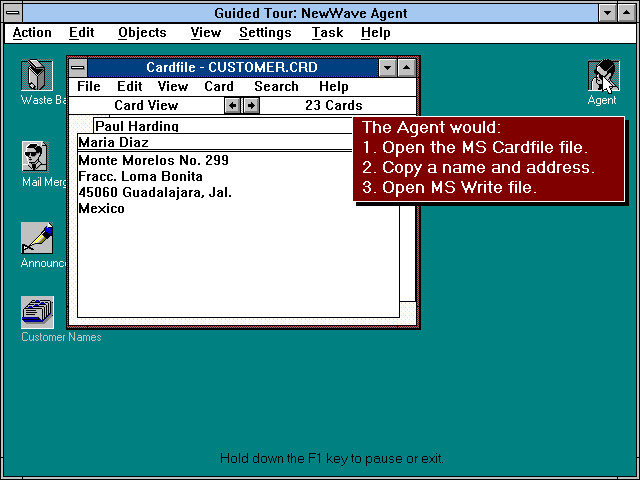 Guided Tour: NewWave Agent
Action Edit Objects View Settings Task Help
Cardfile - CUSTOMER.CRD
File Edit View Card Search Help
Card View 23 Cards
Paul Harding
Maria Diaz
Monte Morelos No. 299
Fracc. Loma Bonita
45060 Guadalajara, Jal.
Mexico
The Agent would:
1. Open the MS Cardfile file.
2. Copy a name and address.
3. Open MS Write file.
Waste Ba
Agent
Mail Merg
Announce
Customer Names
Hold down the F1 key to pause or exit.